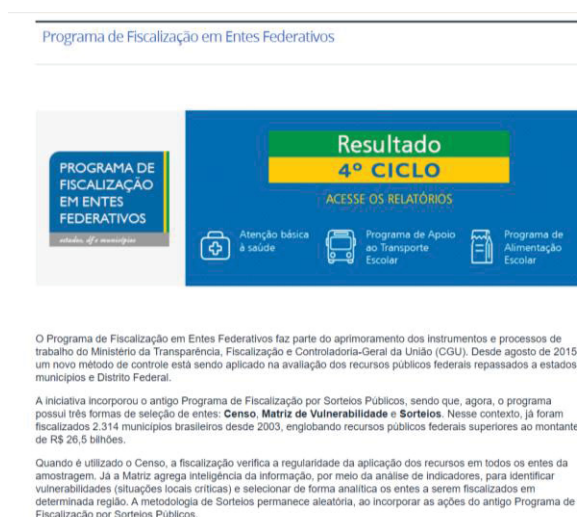 Programa de Fiscalização em Entes Federativos
PROGRAMA DE
FISCALIZAÇÃO
EM ENTES
FEDERATIVOS
estados, df e municípios
Resultado
4º CICLO
ACESSE OS RELATÓRIOS
Atenção básica
à saúde
Programa de Apoio
ao Transporte
Escolar
Programa de
Alimentação
Escolar
O Programa de Fiscalização em Entes Federativos faz parte do aprimoramento dos instrumentos e processos de
trabalho do Ministério da Transparência, Fiscalização e Controladoria-Geral da União (CGU). Desde agosto de 2015
um novo método de controle está sendo aplicado na avaliação dos recursos públicos federais repassados a estados
municípios e Distrito Federal.
A iniciativa incorporou o antigo Programa de Fiscalização por Sorteios Públicos, sendo que, agora, o programa
possui três formas de seleção de entes: Censo, Matriz de Vulnerabilidade e Sorteios. Nesse contexto, já foram
fiscalizados 2.314 municípios brasileiros desde 2003, englobando recursos públicos federais superiores ao montante
de R$ 26,5 bilhões.
Quando é utilizado o Censo, a fiscalização verifica a regularidade da aplicação dos recursos em todos os entes da
amostragem. Já a Matriz agrega inteligência da informação, por meio da análise de indicadores, para identificar
vulnerabilidades (situações locais críticas) e selecionar de forma analítica os entes a serem fiscalizados em
determinada região. A metodologia de Sorteios permanece aleatória, ao incorporar as ações do antigo Programa de
Fiscalização por Sorteios Públicos.